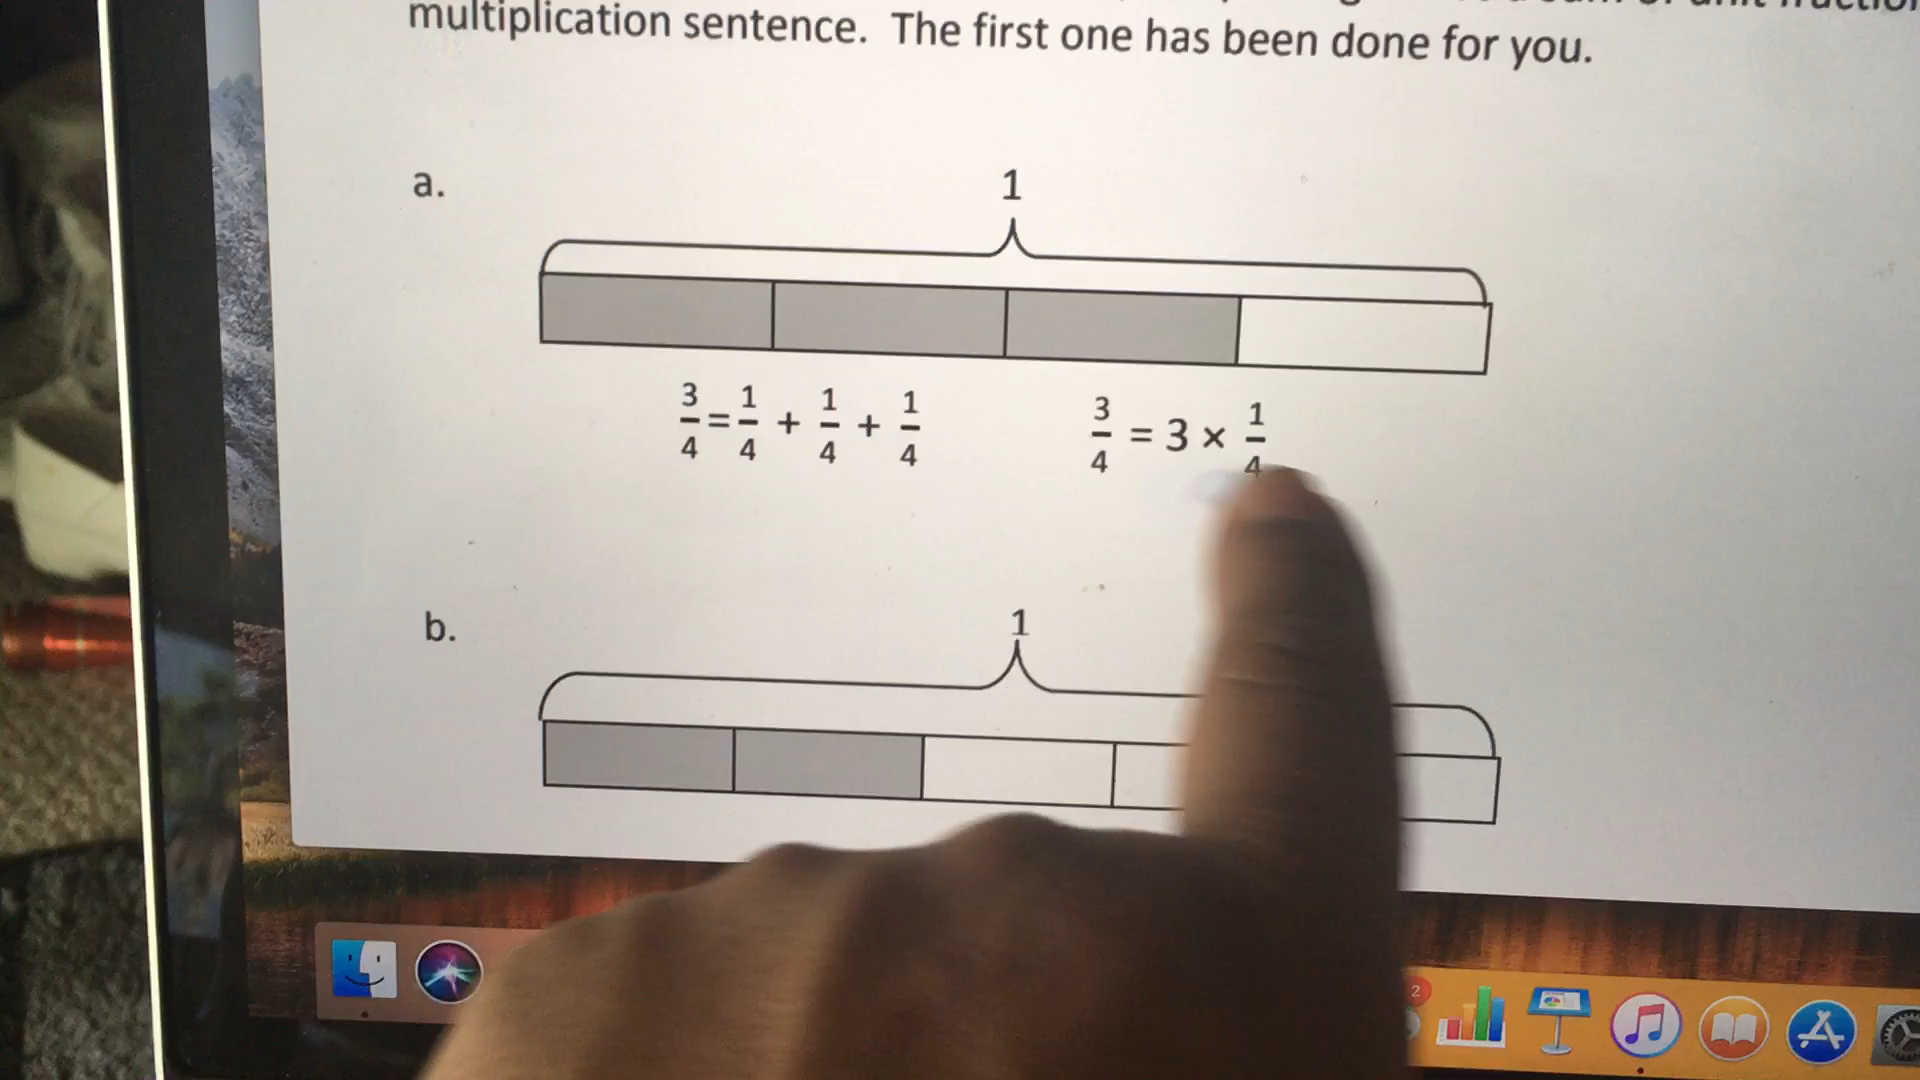 multiplication sentence. The first one has been done for you.
a.
1
3/4 = 1/4 + 1/4 + 1/4
3/4 = 3 × 1/4
b.
1
2